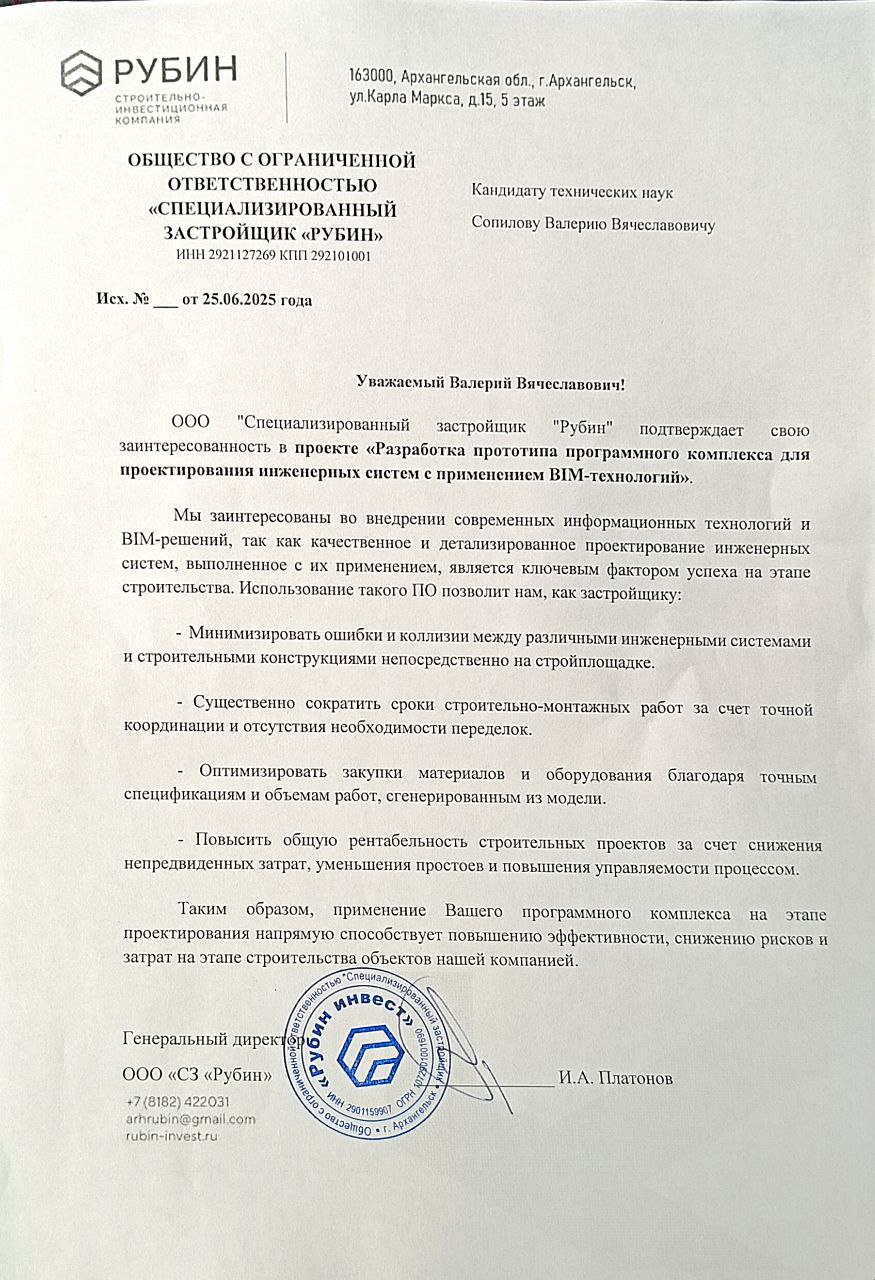 РУБИН
СТРОИТЕЛЬНО-
ИНВЕСТИЦИОННАЯ
КОМПАНИЯ
163000, Архангельская обл., г.Архангельск,
ул.Карла Маркса, д.15, 5 этаж
ОБЩЕСТВО С ОГРАНИЧЕННОЙ
ОТВЕТСТВЕННОСТЬЮ
«СПЕЦИАЛИЗИРОВАННЫЙ
ЗАСТРОЙЩИК «РУБИН»
ИНН 2921127269 КПП 292101001
Кандидату технических наук
Сопилову Валерию Вячеславовичу
Исх. № ___ от 25.06.2025 года
Уважаемый Валерий Вячеславович!
ООО "Специализированный застройщик "Рубин" подтверждает свою
заинтересованность в проекте «Разработка прототипа программного комплекса для
проектирования инженерных систем с применением BIM-технологий».
Мы заинтересованы во внедрении современных информационных технологий и
BIM-решений, так как качественное и детализированное проектирование инженерных
систем, выполненное с их применением, является ключевым фактором успеха на этапе
строительства. Использование такого ПО позволит нам, как застройщику:
- Минимизировать ошибки и коллизии между различными инженерными системами
и строительными конструкциями непосредственно на стройплощадке.
- Существенно сократить сроки строительно-монтажных работ за счет точной
координации и отсутствия необходимости переделок.
- Оптимизировать закупки материалов и оборудования благодаря точным
спецификациям и объемам работ, сгенерированным из модели.
- Повысить общую рентабельность строительных проектов за счет снижения
непредвиденных затрат, уменьшения простоев и повышения управляемости процессом.
Таким образом, применение Вашего программного комплекса на этапе
проектирования напрямую способствует повышению эффективности, снижению рисков и
затрат на этапе строительства объектов нашей компанией.
Генеральный директор
ООО «СЗ «Рубин»
И.А. Платонов
Общество с ограниченной ответственностью "Специализированный застройщик • г. Архангельск •
«Рубин инвест»
ИНН 2901159907 ОГРН
+7 (8182) 422031
arhrubin@gmail.com
rubin-invest.ru